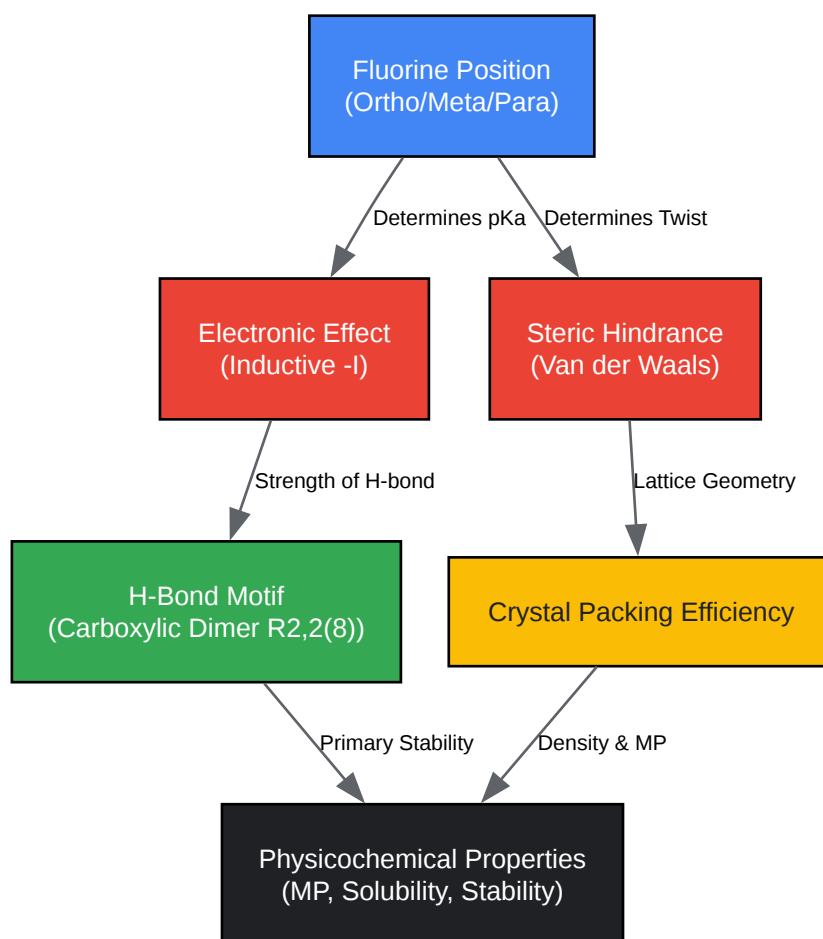 Fluorine Position
(Ortho/Meta/Para)
Determines pKa
Determines Twist
Electronic Effect
(Inductive -I)
Steric Hindrance
(Van der Waals)
Strength of H-bond
Lattice Geometry
H-Bond Motif
(Carboxylic Dimer R2,2(8))
Crystal Packing Efficiency
Primary Stability
Density & MP
Physicochemical Properties
(MP, Solubility, Stability)